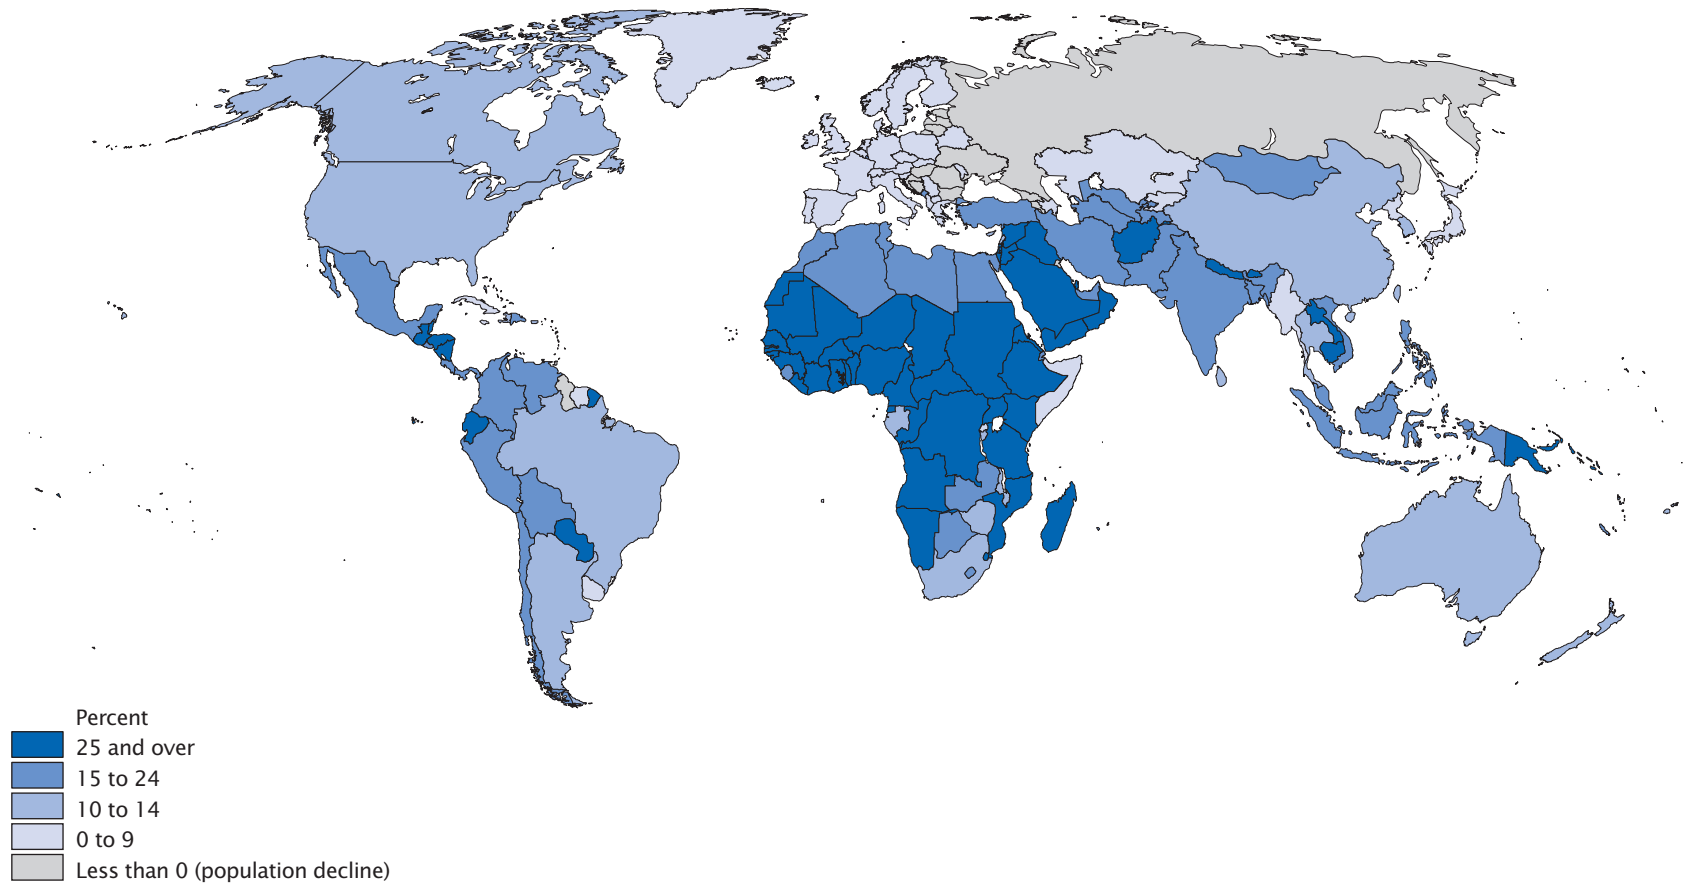 Percent
25 and over
15 to 24
10 to 14
0 to 9
Less than 0 (population decline)